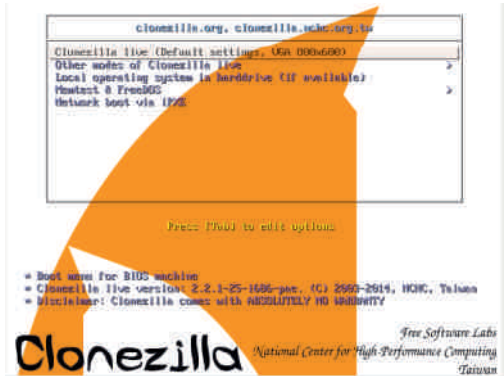 clonezilla.org, clonezilla.nchc.org.tw
Clonezilla live (Default settings, VGA 800x600)
Other modes of Clonezilla live >
Local operating system in harddrive (if available)
Memtest & FreeDOS >
Network boot via iPXE
Press [Tab] to edit options
* Boot menu for BIOS machine
* Clonezilla live version: 2.2.1-25-i686-pae. (C) 2003-2014, NCHC, Taiwan
* Disclaimer: Clonezilla comes with ABSOLUTELY NO WARRANTY
Clonezilla
Free Software Labs
National Center for High-Performance Computing
Taiwan